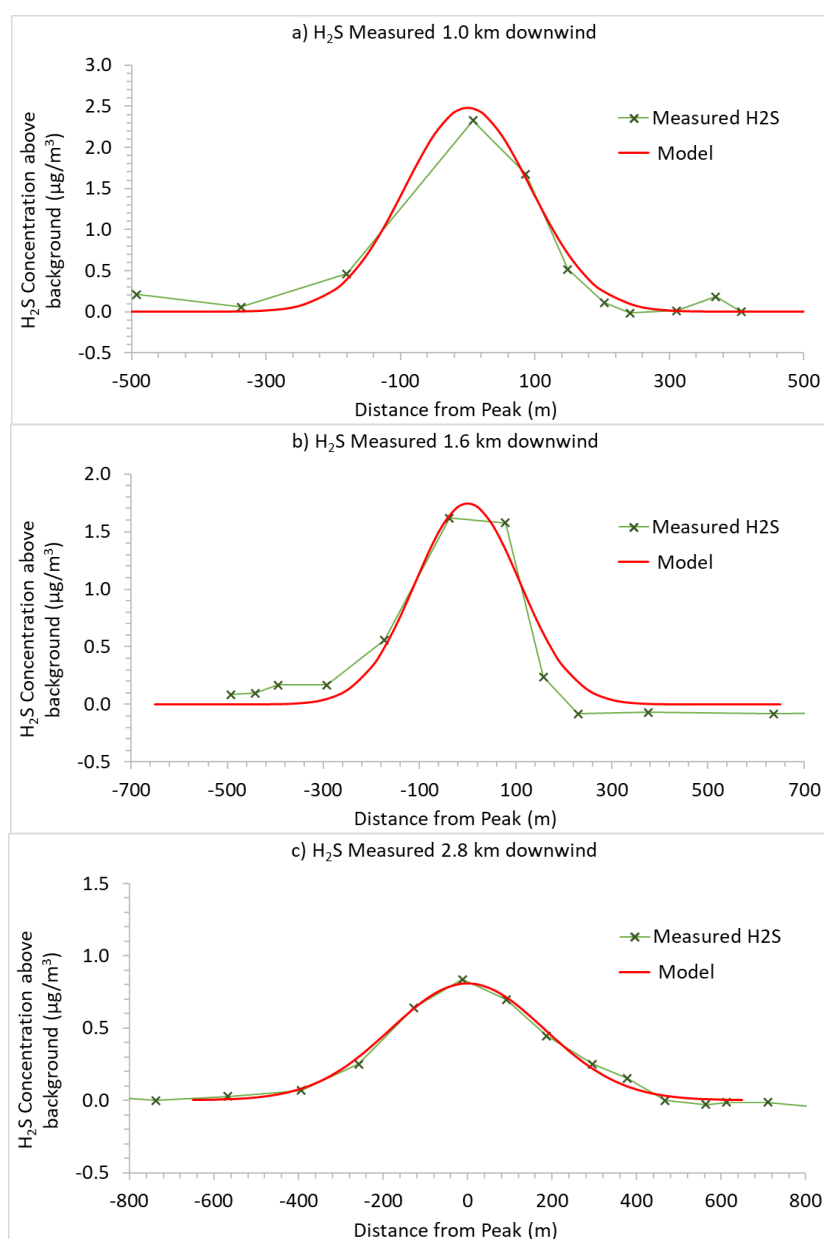 a) H₂S Measured 1.0 km downwind
3.0
2.5
2.0
1.5
1.0
0.5
0.0
-0.5
H₂S Concentration above
background (µg/m³)
Measured H2S
Model
-500 -300 -100 100 300 500
Distance from Peak (m)
b) H₂S Measured 1.6 km downwind
2.0
1.5
1.0
0.5
0.0
-0.5
H₂S Concentration above
background (µg/m³)
Measured H2S
Model
-700 -500 -300 -100 100 300 500 700
Distance from Peak (m)
c) H₂S Measured 2.8 km downwind
1.5
1.0
0.5
0.0
-0.5
H₂S Concentration above
background (µg/m³)
Measured H2S
Model
-800 -600 -400 -200 0 200 400 600 800
Distance from Peak (m)